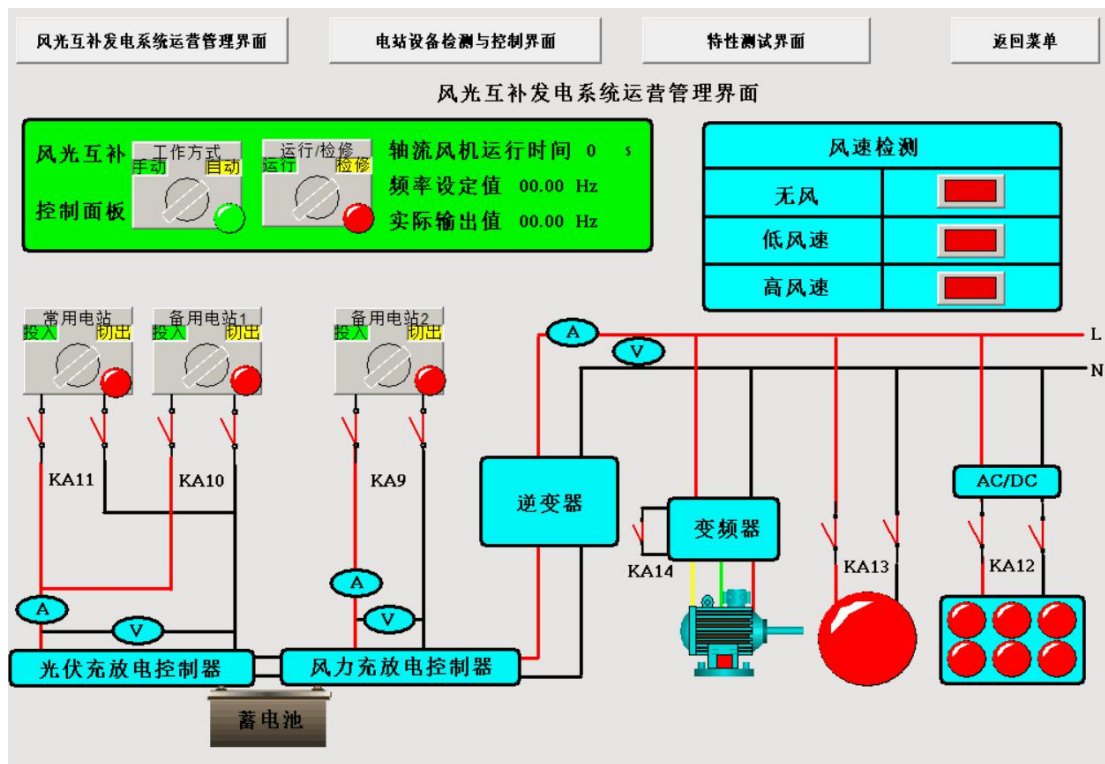 风光互补发电系统运营管理界面
电站设备检测与控制界面
特性测试界面
返回菜单
风光互补发电系统运营管理界面
风光互补
控制面板
工作方式
手动 自动
运行/检修
运行 检修
轴流风机运行时间 0 s
频率设定值 00.00 Hz
实际输出值 00.00 Hz
风速检测
无风
低风速
高风速
常用电站
投入 切出
备用电站1
投入 切出
备用电站2
投入 切出
A
V
L
N
KA11
KA10
KA9
逆变器
变频器
AC/DC
KA14
KA13
KA12
A
V
A
V
光伏充放电控制器
风力充放电控制器
蓄电池